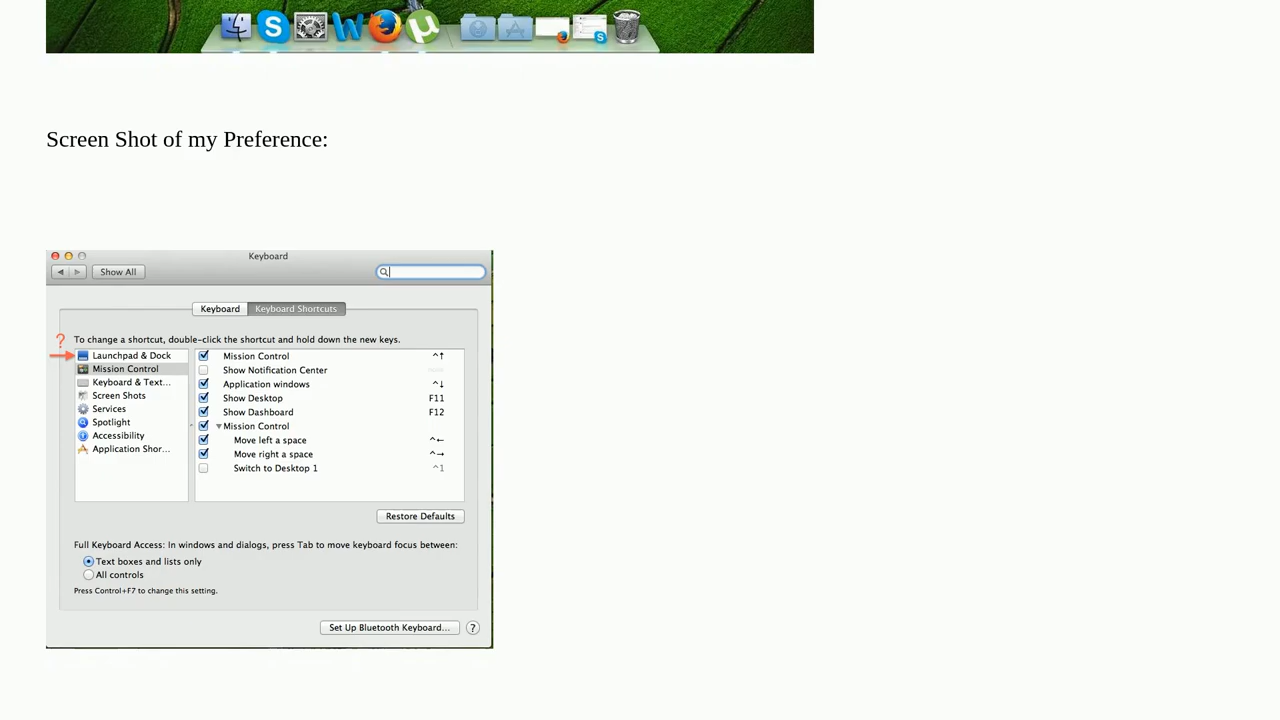 Screen Shot of my Preference:
Keyboard
Show All
Keyboard Keyboard Shortcuts
?
To change a shortcut, double-click the shortcut and hold down the new keys.
Launchpad & Dock
Mission Control
Keyboard & Text...
Screen Shots
Services
Spotlight
Accessibility
Application Shor...
Mission Control ^↑
Show Notification Center
Application windows ^↓
Show Desktop F11
Show Dashboard F12
Mission Control
Move left a space ^←
Move right a space ^→
Switch to Desktop 1 ^1
Restore Defaults
Full Keyboard Access: In windows and dialogs, press Tab to move keyboard focus between:
Text boxes and lists only
All controls
Press Control+F7 to change this setting.
Set Up Bluetooth Keyboard... ?